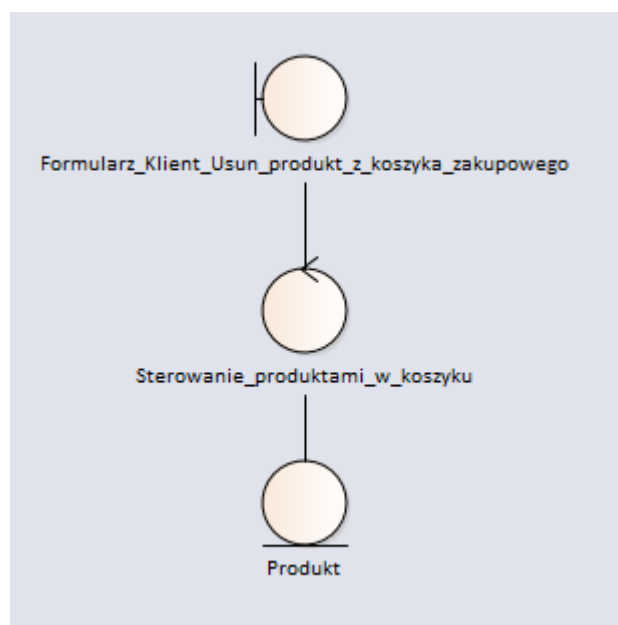 Formularz_Klient_Usun_produkt_z_koszyka_zakupowego
Sterowanie_produktami_w_koszyku
Produkt